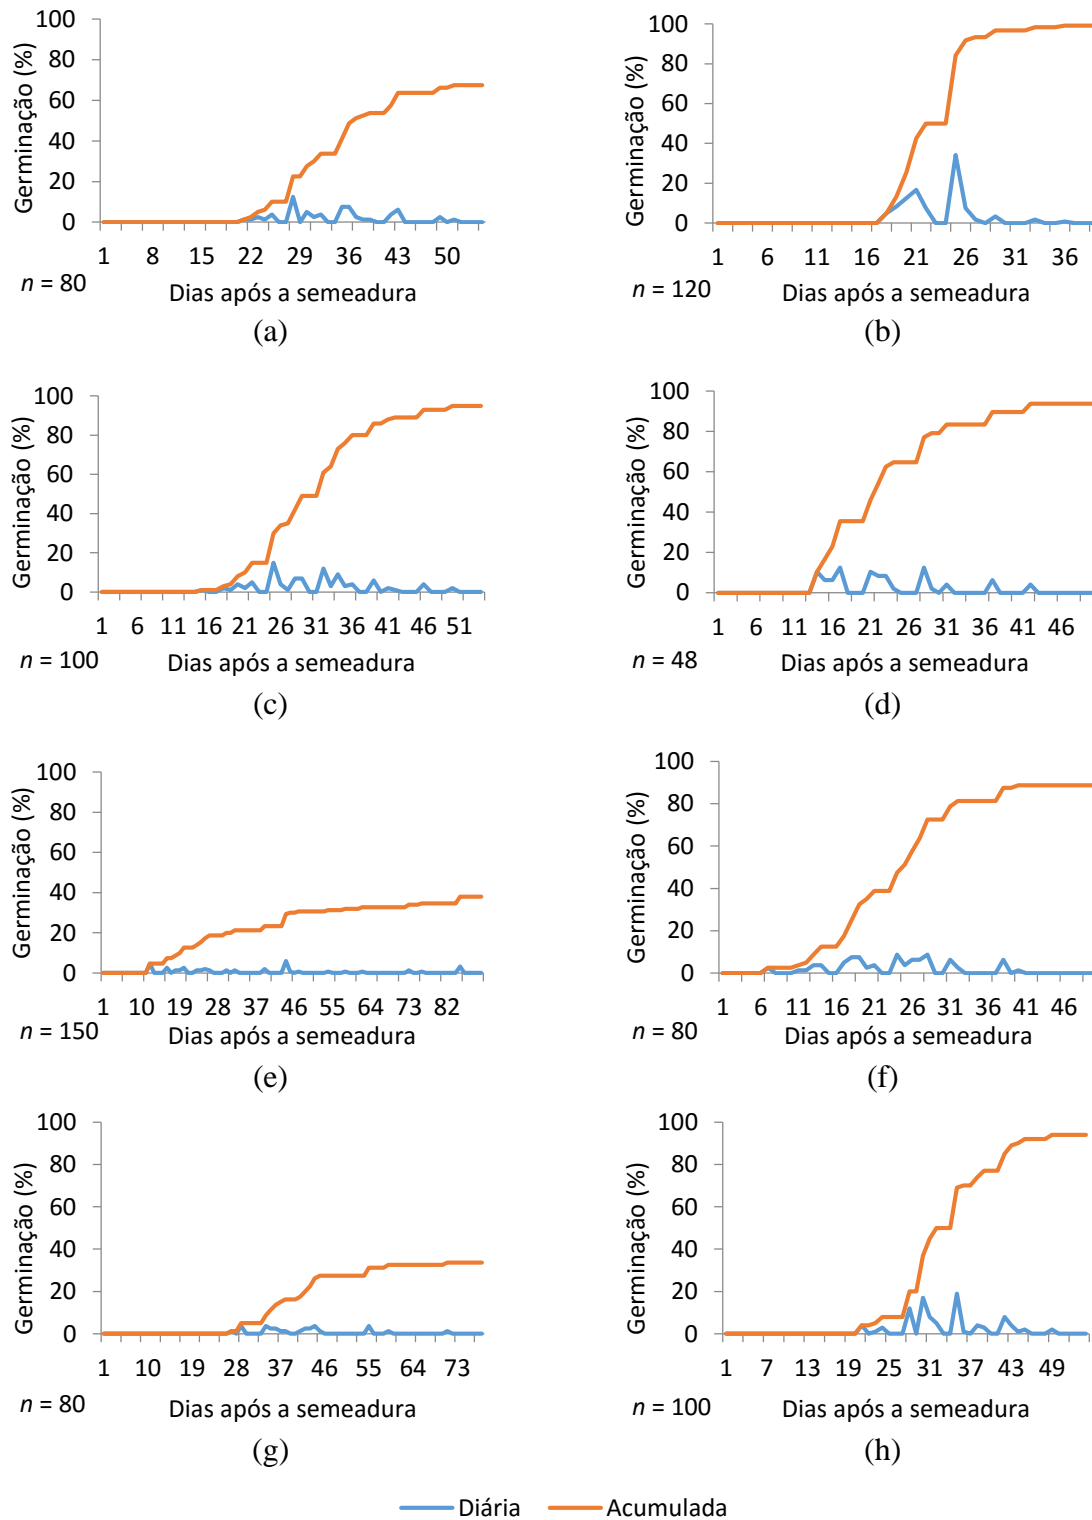 Germinação (%)
100
80
60
40
20
0
1 8 15 22 29 36 43 50
n = 80
Dias após a semeadura
(a)
Germinação (%)
100
80
60
40
20
0
1 6 11 16 21 26 31 36
n = 120
Dias após a semeadura
(b)
Germinação (%)
100
80
60
40
20
0
1 6 11 16 21 26 31 36 41 46 51
n = 100
Dias após a semeadura
(c)
Germinação (%)
100
80
60
40
20
0
1 6 11 16 21 26 31 36 41 46
n = 48
Dias após a semeadura
(d)
Germinação (%)
100
80
60
40
20
0
1 10 19 28 37 46 55 64 73 82
n = 150
Dias após a semeadura
(e)
Germinação (%)
100
80
60
40
20
0
1 6 11 16 21 26 31 36 41 46
n = 80
Dias após a semeadura
(f)
Germinação (%)
100
80
60
40
20
0
1 10 19 28 37 46 55 64 73
n = 80
Dias após a semeadura
(g)
Germinação (%)
100
80
60
40
20
0
1 7 13 19 25 31 37 43 49
n = 100
Dias após a semeadura
(h)
Diária Acumulada